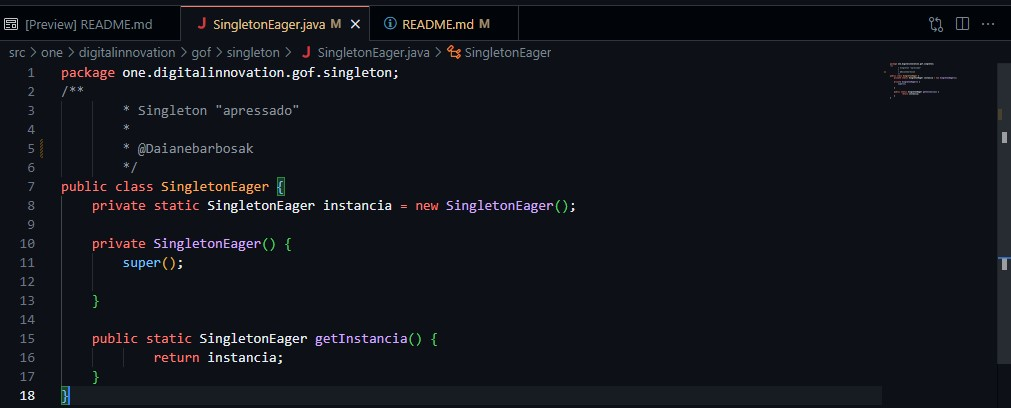 [Preview] README.md
J SingletonEager.java M ×
README.md M
src > one > digitalinnovation > gof > singleton > J SingletonEager.java > SingletonEager
1 package one.digitalinnovation.gof.singleton;
2 /**
3 * Singleton "apressado"
4 *
5 * @Daianebarbosak
6 */
7 public class SingletonEager {
8 private static SingletonEager instancia = new SingletonEager();
9
10 private SingletonEager() {
11 super();
12
13 }
14
15 public static SingletonEager getInstancia() {
16 return instancia;
17 }
18 }